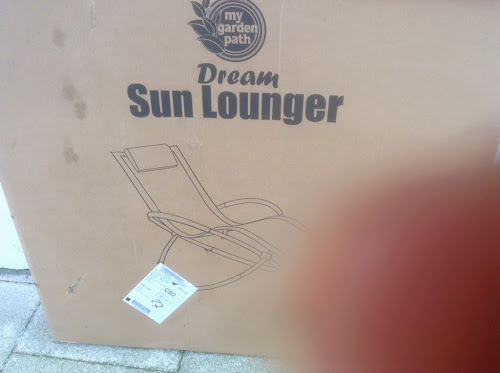 my
garden
path
Dream
Sun Lounger